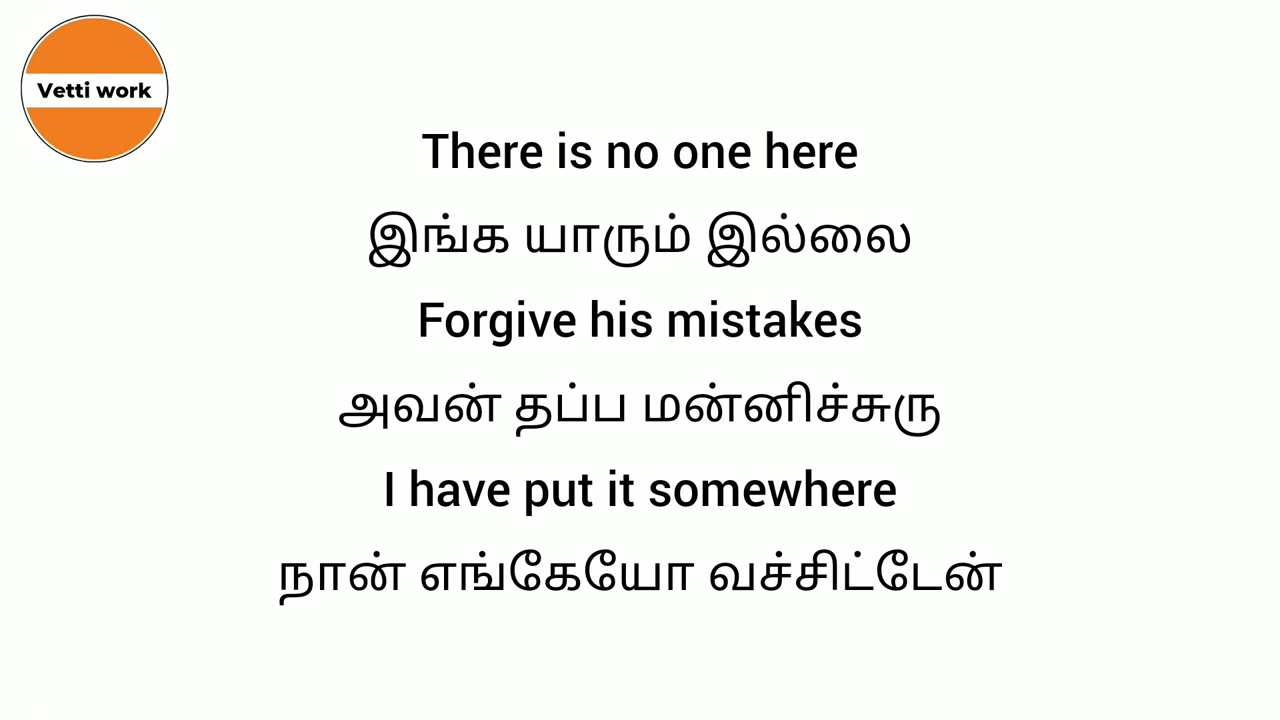 Vetti work
There is no one here
இங்க யாரும் இல்லை
Forgive his mistakes
அவன் தப்ப மன்னிச்சுரு
I have put it somewhere
நான் எங்கேயோ வச்சிட்டேன்